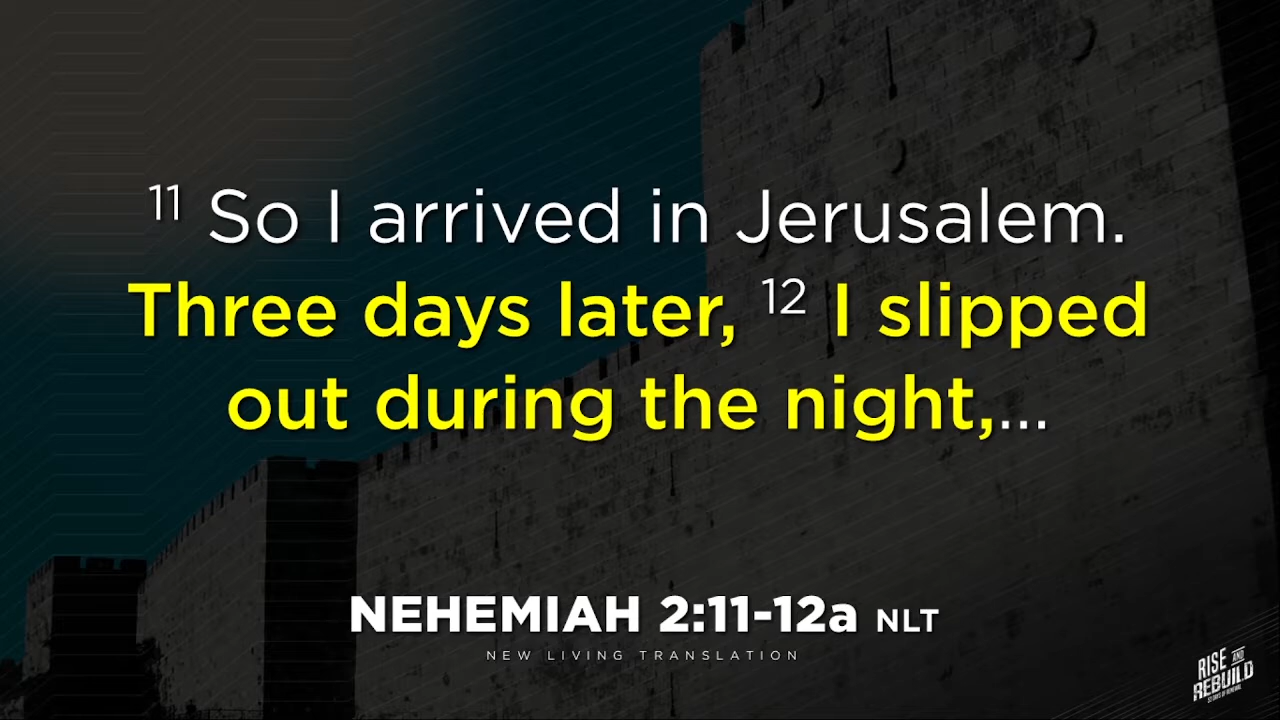 ¹¹ So I arrived in Jerusalem.
Three days later, ¹² I slipped
out during the night,...
NEHEMIAH 2:11-12a NLT
NEW LIVING TRANSLATION
RISE AND
REBUILD